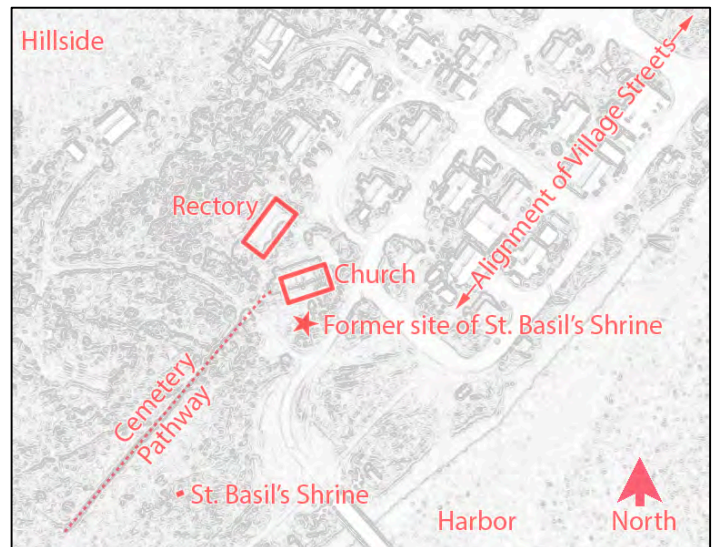 Hillside
Alignment of Village Streets
Rectory
Church
Former site of St. Basil's Shrine
Cemetery
Pathway
St. Basil's Shrine
Harbor
North